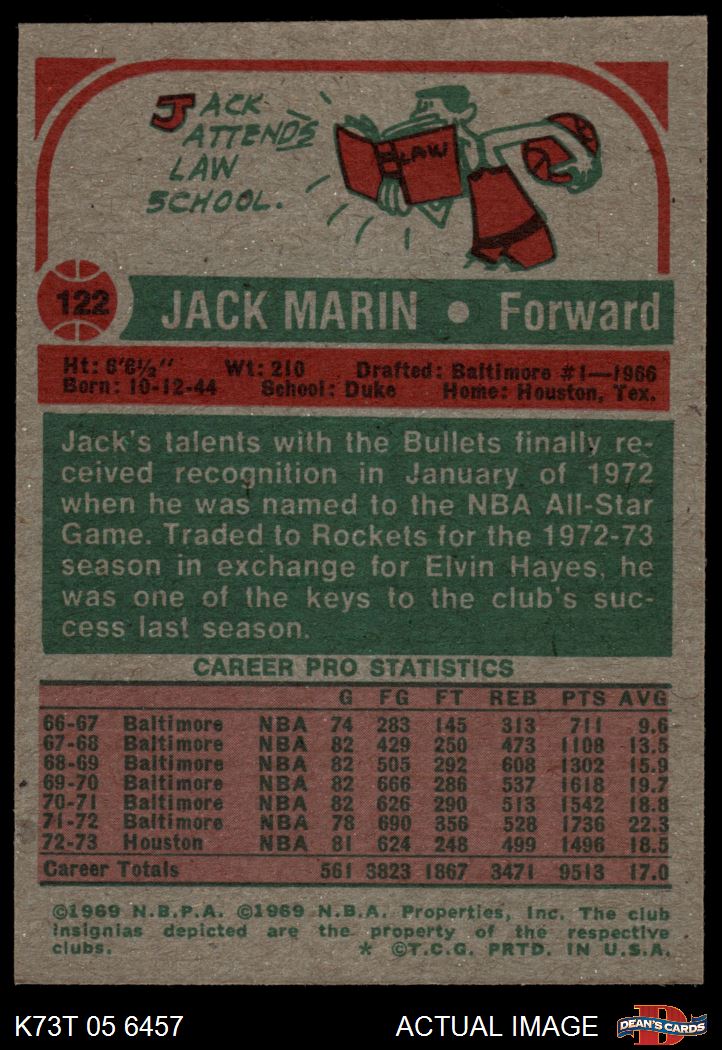 JACK
ATTENDS
LAW
SCHOOL.
LAW
122
JACK MARIN • Forward
Ht: 6'6½" Wt: 210 Drafted: Baltimore #1—1966
Born: 10-12-44 School: Duke Home: Houston, Tex.
Jack's talents with the Bullets finally re-
ceived recognition in January of 1972
when he was named to the NBA All-Star
Game. Traded to Rockets for the 1972-73
season in exchange for Elvin Hayes, he
was one of the keys to the club's suc-
cess last season.
CAREER PRO STATISTICS
G FG FT REB PTS AVG
66-67 Baltimore NBA 74 283 145 313 711 9.6
67-68 Baltimore NBA 82 429 250 473 1108 13.5
68-69 Baltimore NBA 82 505 292 608 1302 15.9
69-70 Baltimore NBA 82 666 286 537 1618 19.7
70-71 Baltimore NBA 82 626 290 513 1542 18.8
71-72 Baltimore NBA 78 690 356 528 1736 22.3
72-73 Houston NBA 81 624 248 499 1496 18.5
Career Totals 561 3823 1867 3471 9513 17.0
©1969 N.B.P.A. ©1969 N.B.A. Properties, Inc. The club
insignias depicted are the property of the respective
clubs. * ©T.C.G. PRTD. IN U.S.A.
K73T 05 6457 ACTUAL IMAGE D DEAN'S CARDS